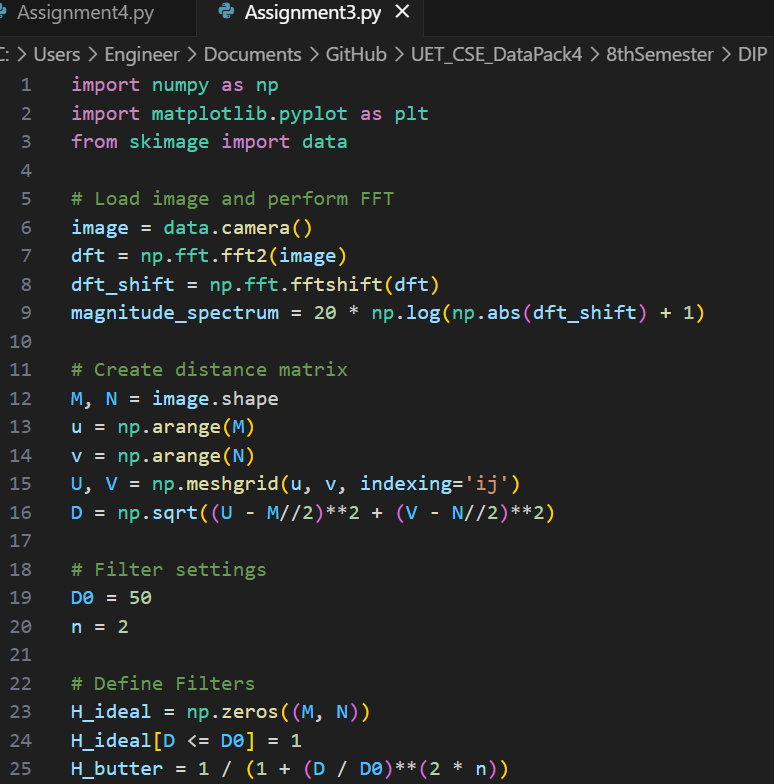 Assignment4.py Assignment3.py
C: > Users > Engineer > Documents > GitHub > UET_CSE_DataPack4 > 8thSemester > DIP
1 import numpy as np
2 import matplotlib.pyplot as plt
3 from skimage import data
4
5 # Load image and perform FFT
6 image = data.camera()
7 dft = np.fft.fft2(image)
8 dft_shift = np.fft.fftshift(dft)
9 magnitude_spectrum = 20 * np.log(np.abs(dft_shift) + 1)
10
11 # Create distance matrix
12 M, N = image.shape
13 u = np.arange(M)
14 v = np.arange(N)
15 U, V = np.meshgrid(u, v, indexing='ij')
16 D = np.sqrt((U - M//2)**2 + (V - N//2)**2)
17
18 # Filter settings
19 D0 = 50
20 n = 2
21
22 # Define Filters
23 H_ideal = np.zeros((M, N))
24 H_ideal[D <= D0] = 1
25 H_butter = 1 / (1 + (D / D0)**(2 * n))